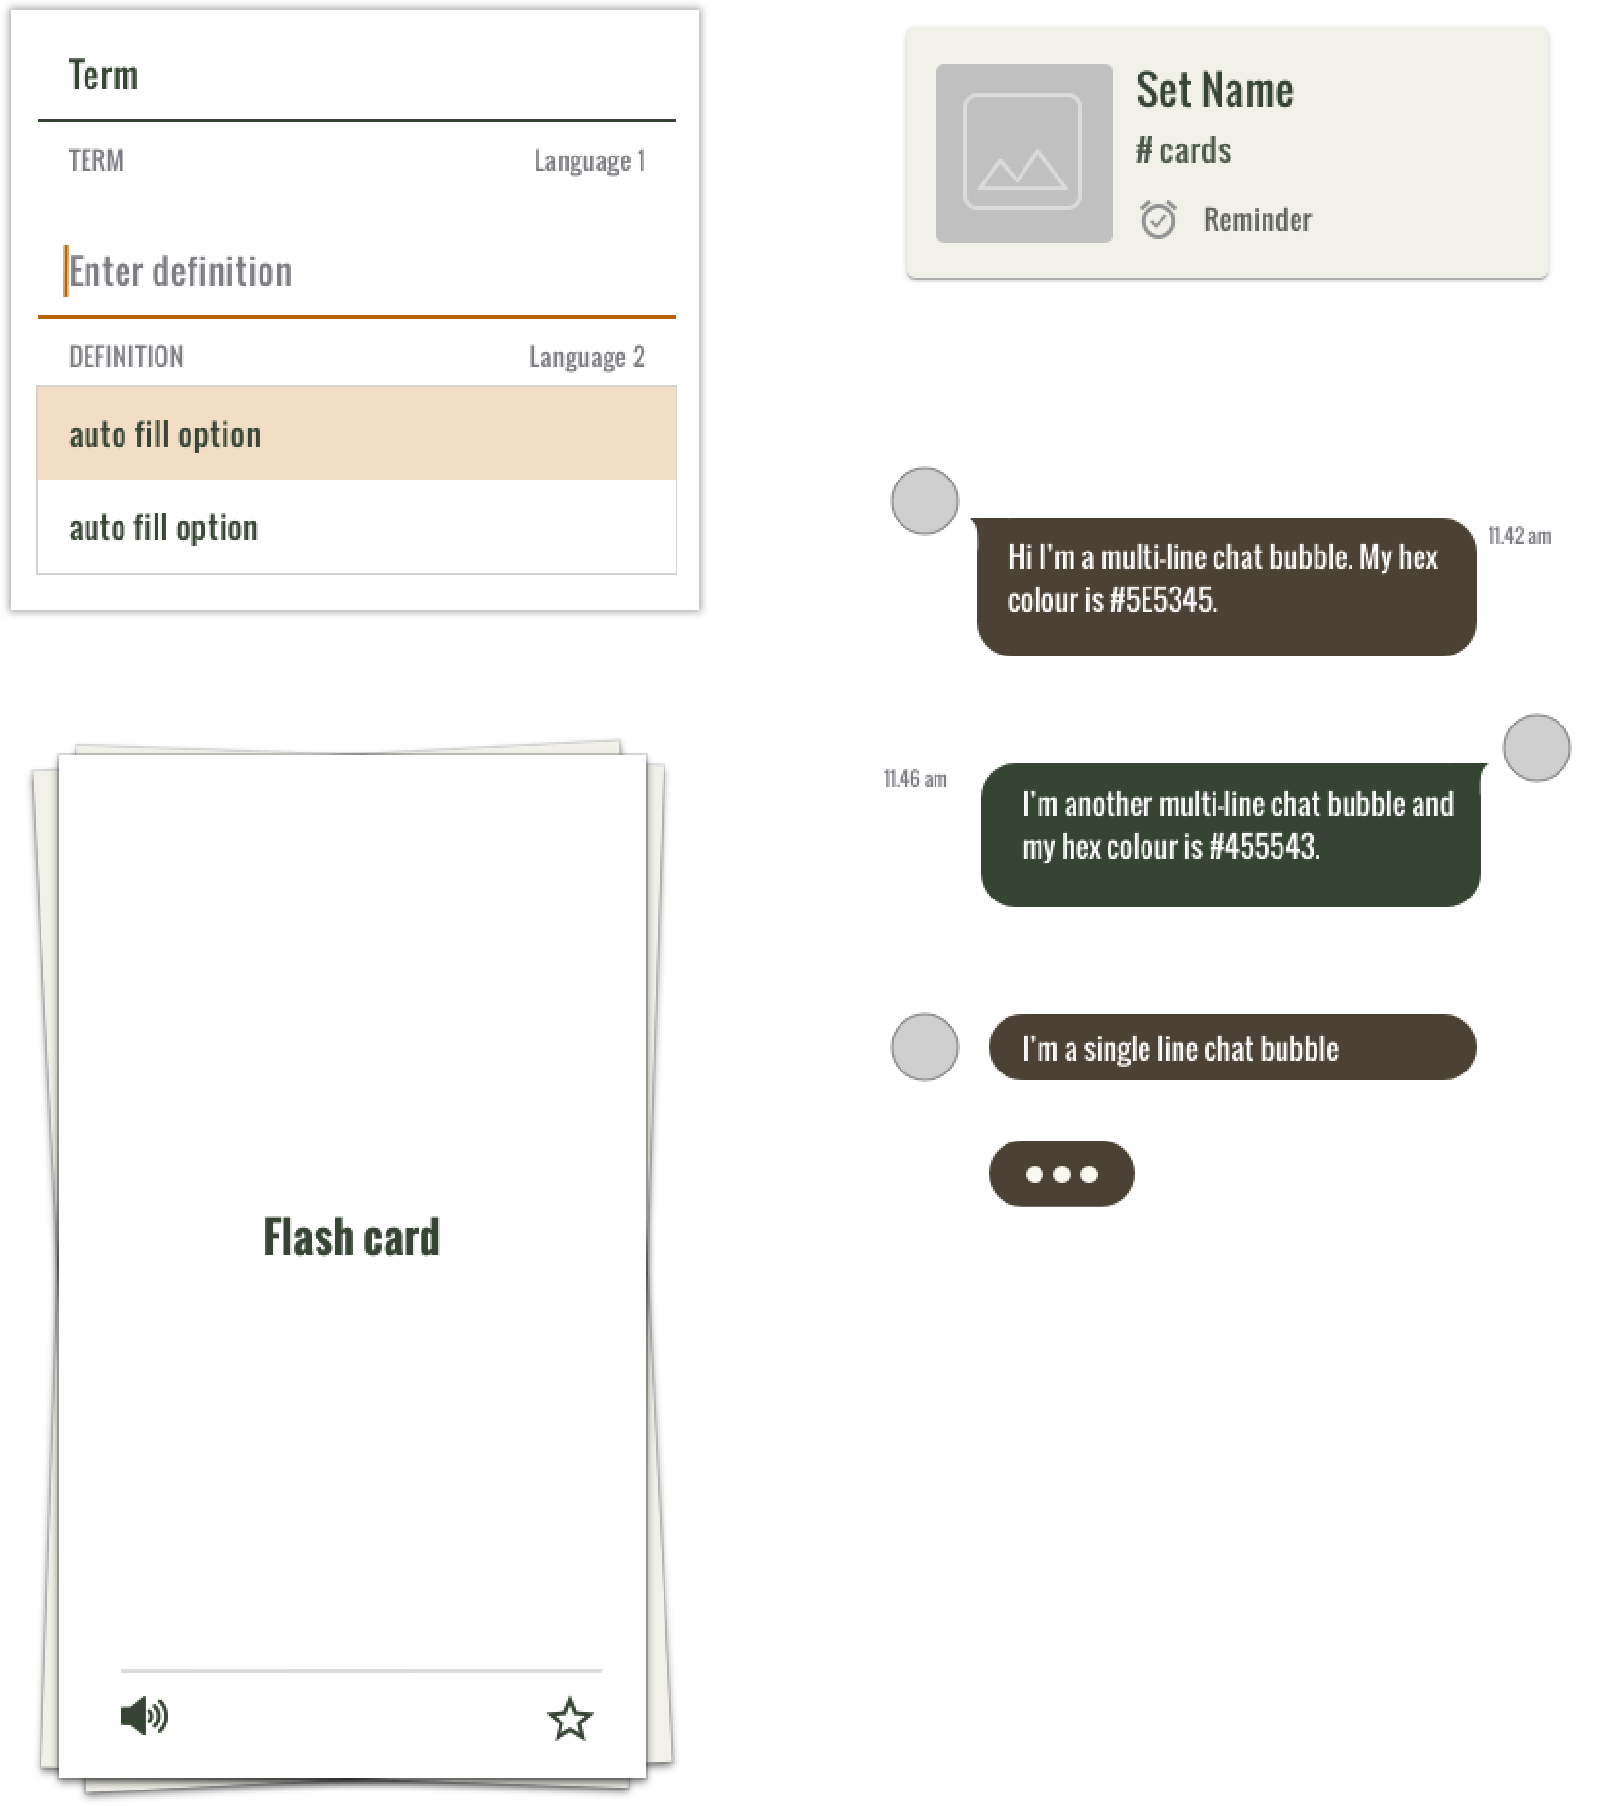 Term
TERM Language 1
Enter definition
DEFINITION Language 2
auto fill option
auto fill option
Flash card
Set Name
# cards
Reminder
Hi I'm a multi-line chat bubble. My hex
colour is #5E5345.
11.42 am
11.46 am
I'm another multi-line chat bubble and
my hex colour is #455543.
I'm a single line chat bubble